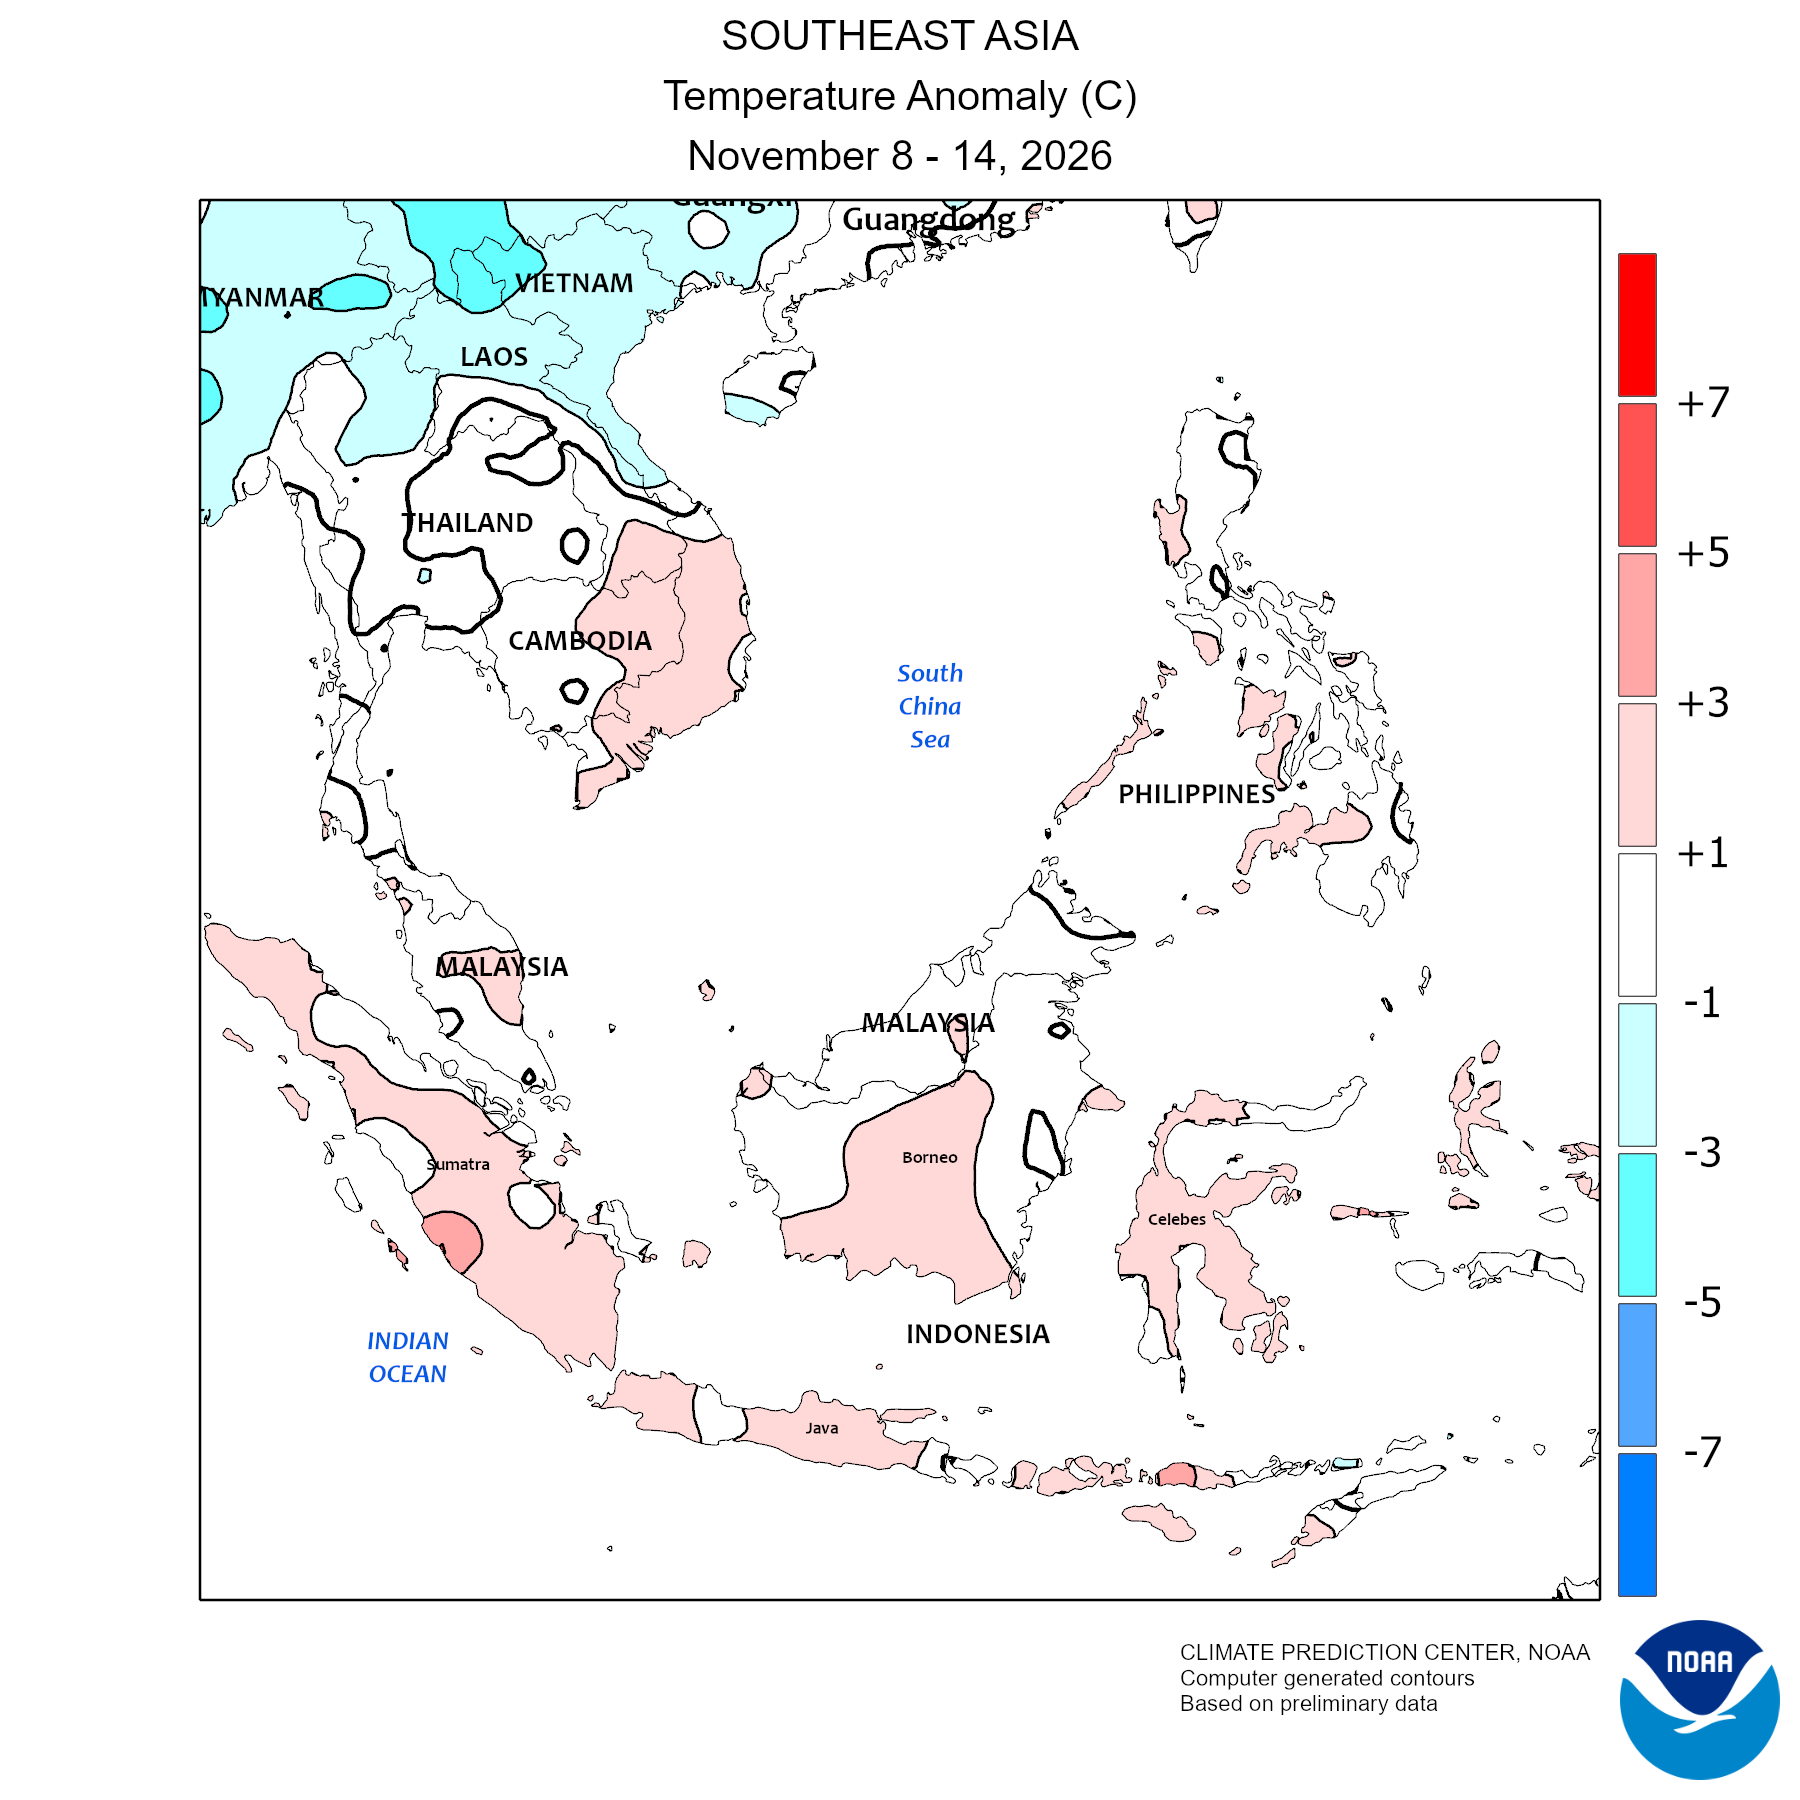 SOUTHEAST ASIA
Temperature Anomaly (C)
November 8 - 14, 2026
Guangxi
Guangdong
VIETNAM
YANMAR
LAOS
+7
+5
THAILAND
CAMBODIA
South
China
Sea
+3
PHILIPPINES
+1
MALAYSIA
-1
MALAYSIA
-3
Borneo
Sumatra
Celebes
-5
INDONESIA
INDIAN
OCEAN
Java
-7
CLIMATE PREDICTION CENTER, NOAA
Computer generated contours
Based on preliminary data
NOAA